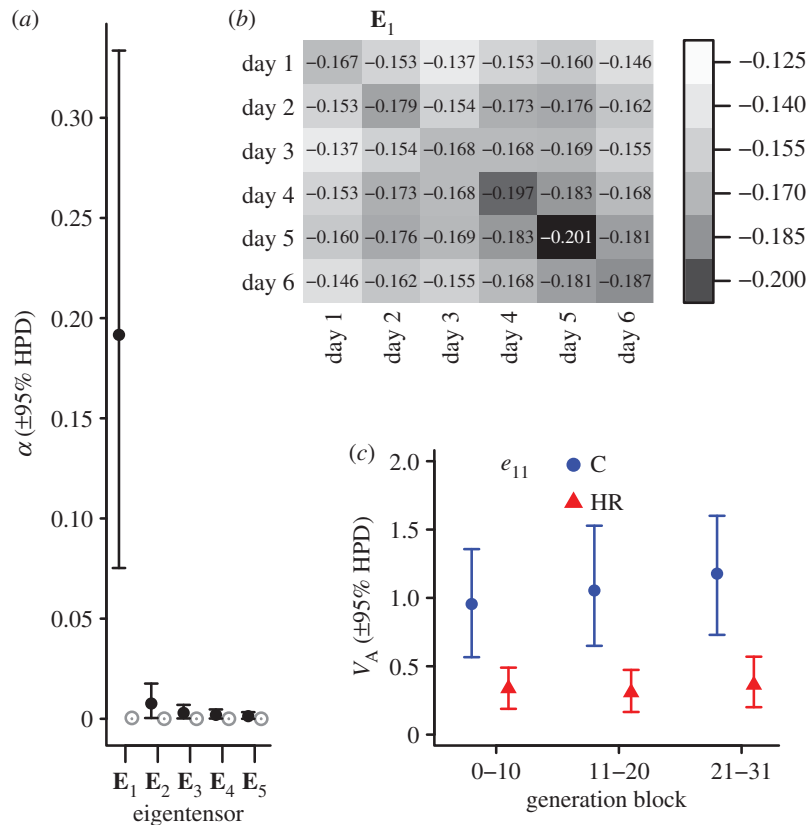 (a)
0.30
0.25
0.20
0.15
0.10
0.05
0
α (±95% HPD)
E1 E2 E3 E4 E5
eigentensor
(b) E1
day 1 −0.167 −0.153 −0.137 −0.153 −0.160 −0.146
day 2 −0.153 −0.179 −0.154 −0.173 −0.176 −0.162
day 3 −0.137 −0.154 −0.168 −0.168 −0.169 −0.155
day 4 −0.153 −0.173 −0.168 −0.197 −0.183 −0.168
day 5 −0.160 −0.176 −0.169 −0.183 −0.201 −0.181
day 6 −0.146 −0.162 −0.155 −0.168 −0.181 −0.187
day 1 day 2 day 3 day 4 day 5 day 6
−0.125
−0.140
−0.155
−0.170
−0.185
−0.200
(c)
e11
C
HR
2.0
1.5
1.0
0.5
0
VA (±95% HPD)
0–10 11–20 21–31
generation block